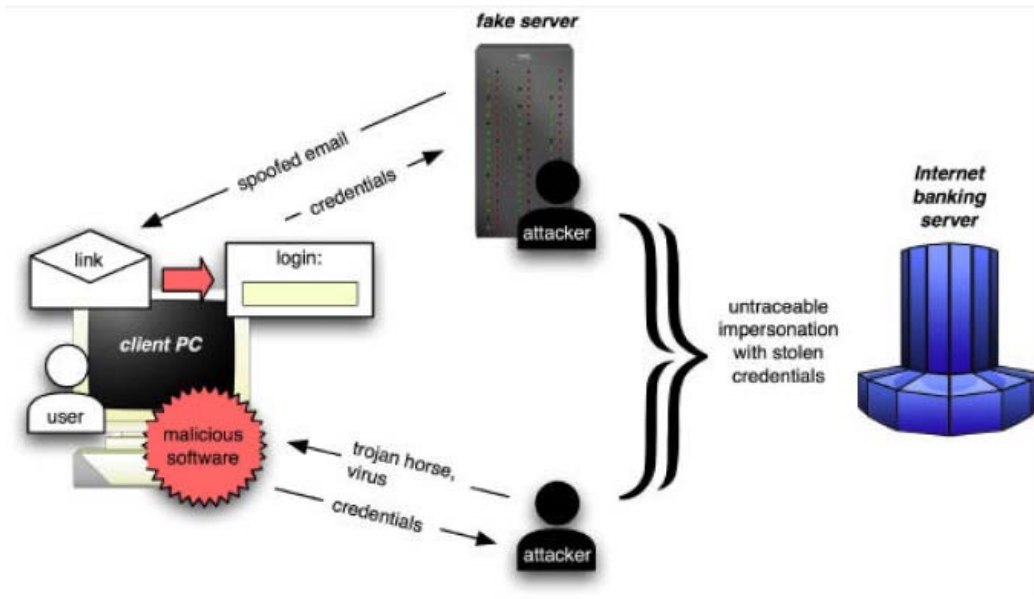 fake server
spoofed email
credentials
attacker
Internet
banking
server
link
login:
client PC
untraceable
impersonation
with stolen
credentials
user
malicious
software
trojan horse,
virus
credentials
attacker